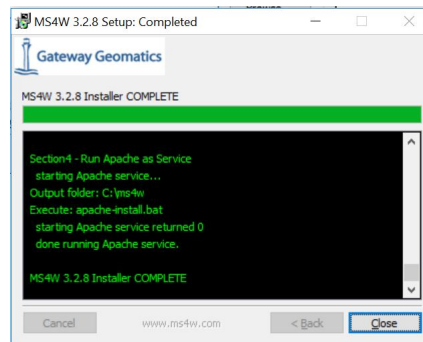 MS4W 3.2.8 Setup: Completed
Gateway Geomatics
MS4W 3.2.8 Installer COMPLETE
Section4 - Run Apache as Service
starting Apache service...
Output folder: C:\ms4w
Execute: apache-install.bat
starting Apache service returned 0
done running Apache service.
MS4W 3.2.8 Installer COMPLETE
Cancel www.ms4w.com < Back Close